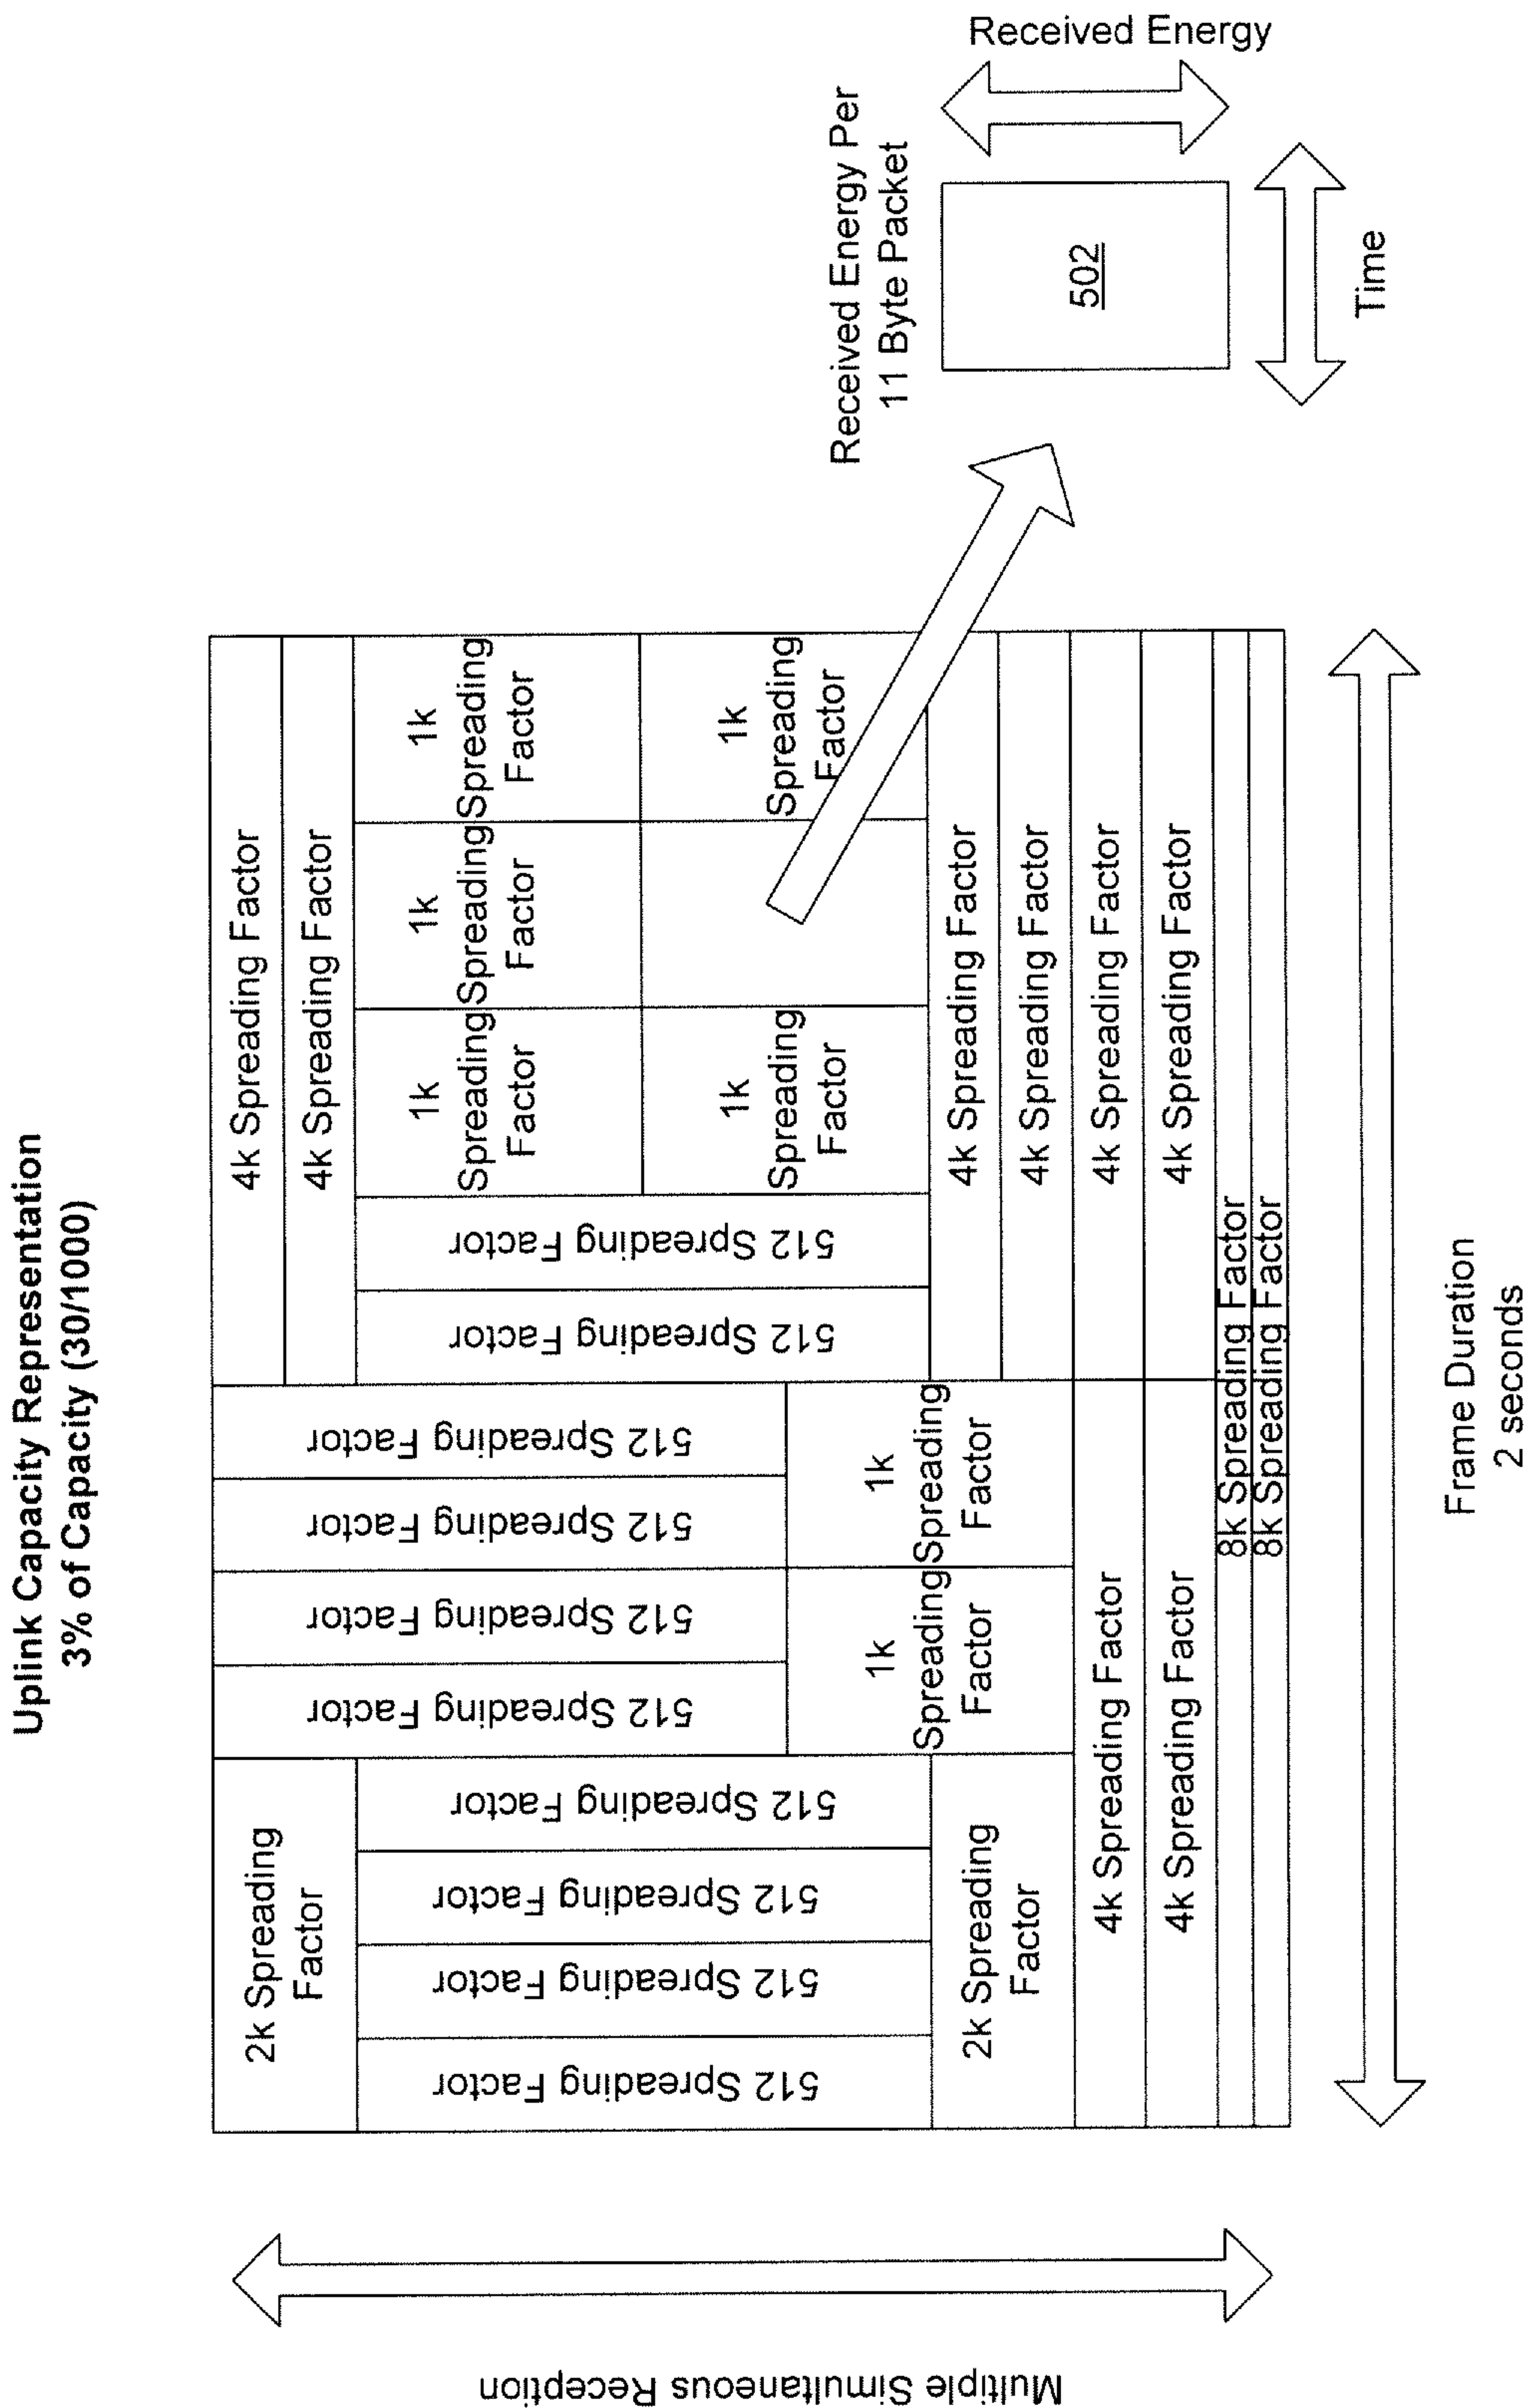 Uplink Capacity Representation
3% of Capacity (30/1000)
Multiple Simultaneous Reception
2k Spreading
Factor
512 Spreading Factor
512 Spreading Factor
512 Spreading Factor
512 Spreading Factor
2k Spreading
Factor
512 Spreading Factor
512 Spreading Factor
512 Spreading Factor
512 Spreading Factor
1k
Spreading
Factor
1k
Spreading
Factor
4k Spreading Factor
4k Spreading Factor
4k Spreading Factor
4k Spreading Factor
512 Spreading Factor
512 Spreading Factor
1k
Spreading
Factor
1k
Spreading
Factor
1k
Spreading
Factor
1k
Spreading
Factor
1k
Spreading
Factor
4k Spreading Factor
4k Spreading Factor
4k Spreading Factor
4k Spreading Factor
8k Spreading Factor
8k Spreading Factor
Frame Duration
2 seconds
Received Energy Per
11 Byte Packet
502
Received Energy
Time